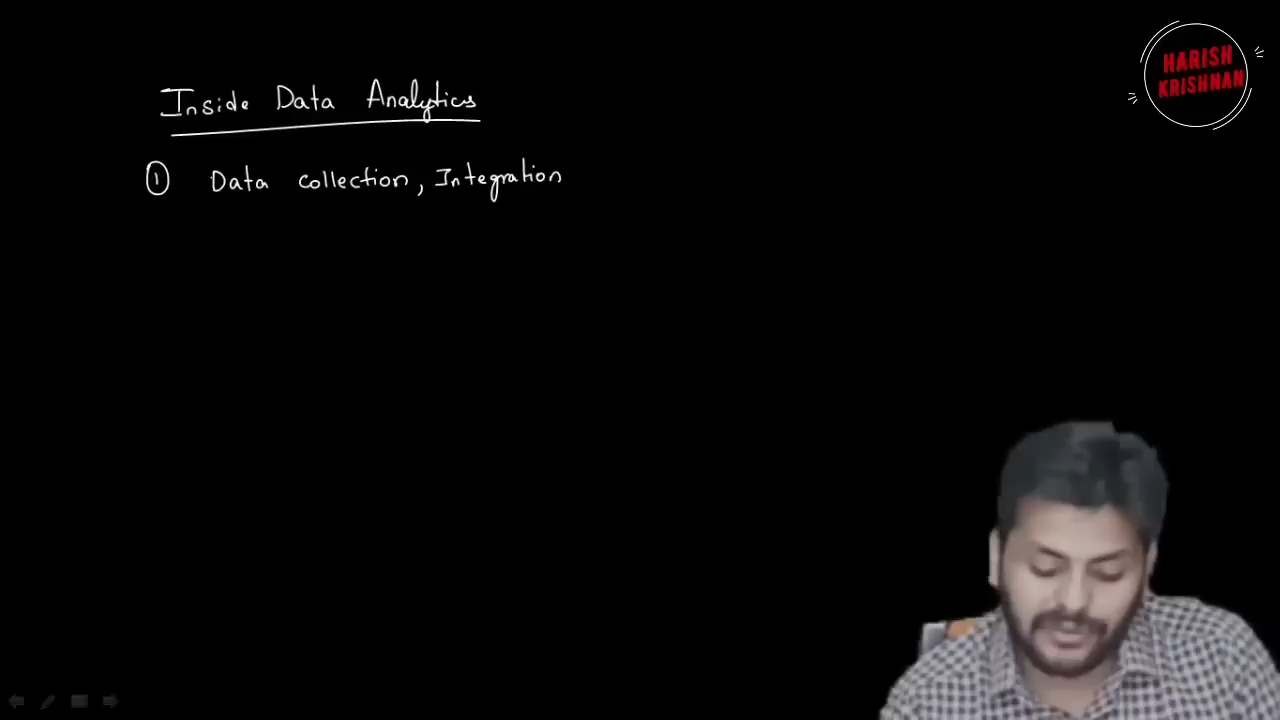 Inside Data Analytics
① Data collection, Integration
HARISH
KRISHNAN